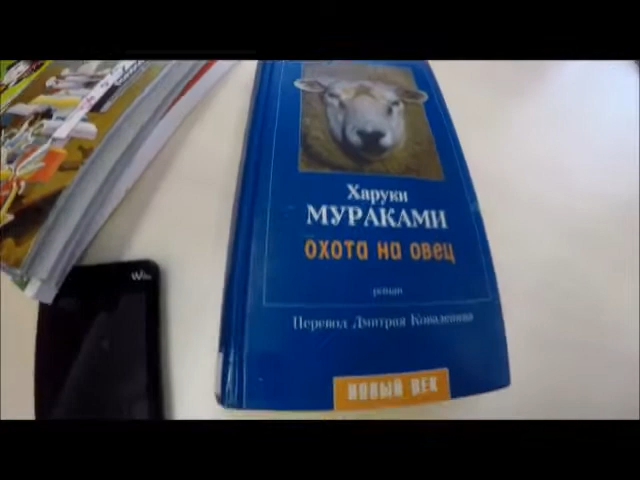 Харуки
МУРАКАМИ
ОХОТА НА ОВЕЦ
роман
Перевод Дмитрия Коваленина
НОВЫЙ ВЕК